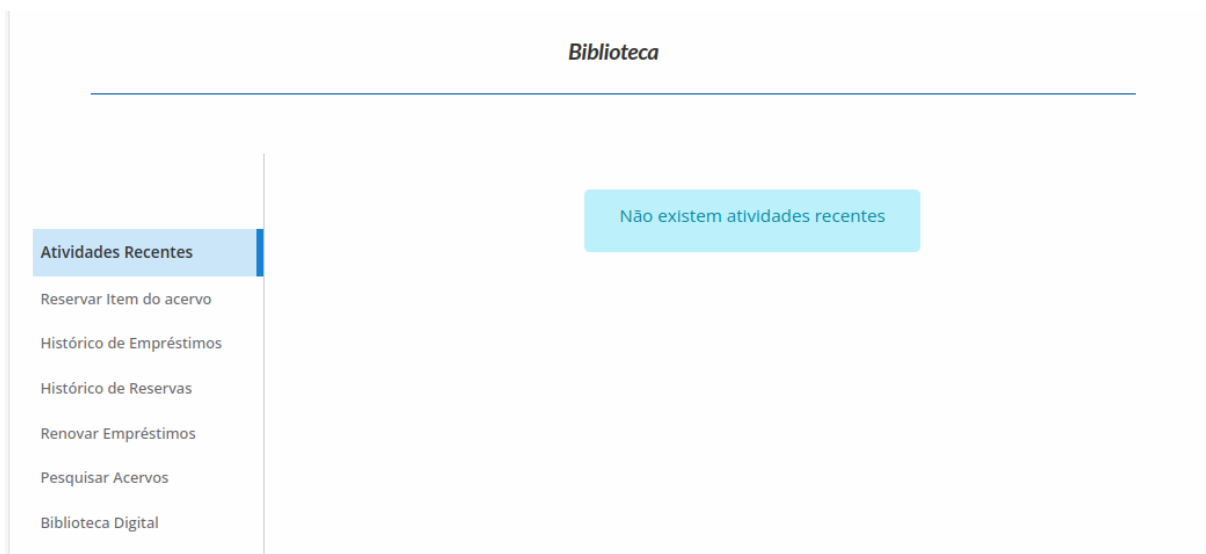 Biblioteca
Não existem atividades recentes
Atividades Recentes
Reservar Item do acervo
Histórico de Empréstimos
Histórico de Reservas
Renovar Empréstimos
Pesquisar Acervos
Biblioteca Digital